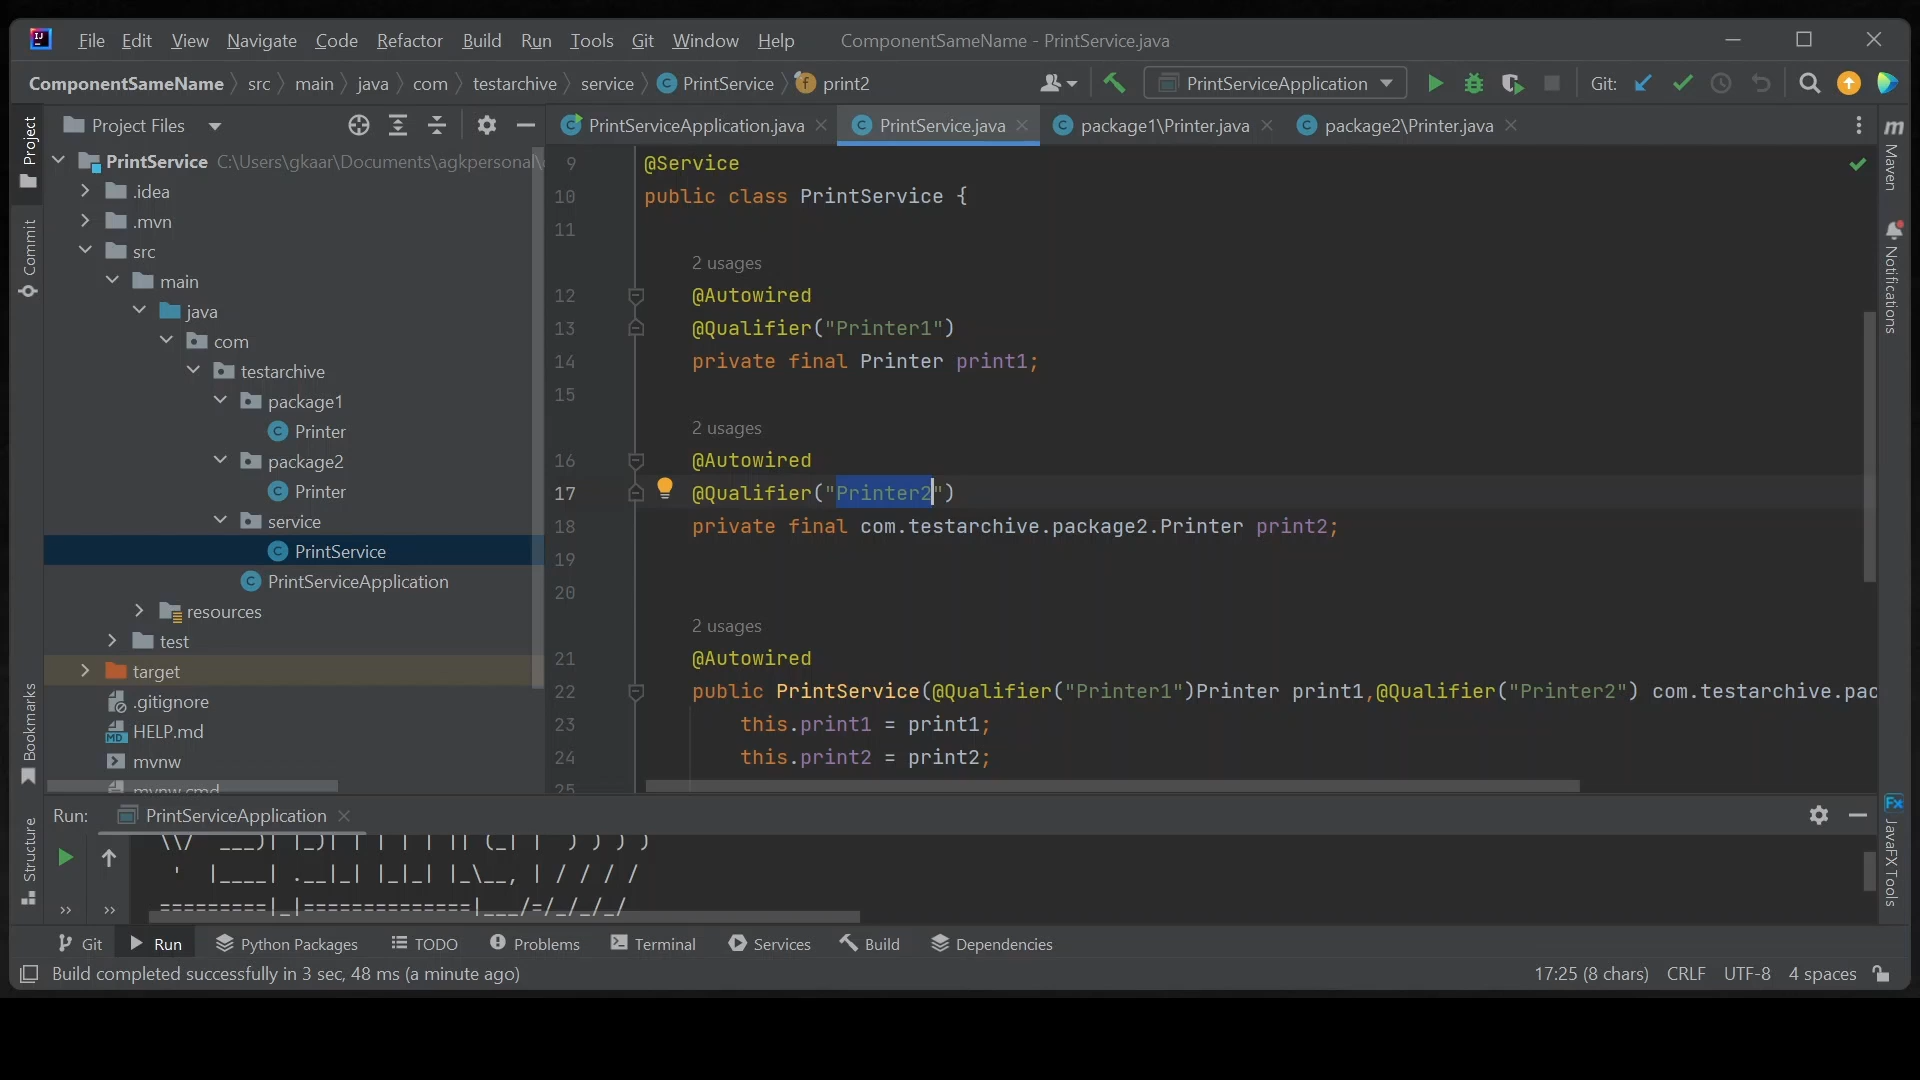 File Edit View Navigate Code Refactor Build Run Tools Git Window Help ComponentSameName - PrintService.java
ComponentSameName src main java com testarchive service PrintService print2 PrintServiceApplication Git:
Project Files
PrintServiceApplication.java PrintService.java package1\Printer.java package2\Printer.java
Project
Commit
Bookmarks
Structure
PrintService C:\Users\gkaar\Documents\agkpersonal\
.idea
.mvn
src
main
java
com
testarchive
package1
Printer
package2
Printer
service
PrintService
PrintServiceApplication
resources
test
target
.gitignore
HELP.md
mvnw
mvnw.cmd
9 @Service
10 public class PrintService {
11
2 usages
12 @Autowired
13 @Qualifier("Printer1")
14 private final Printer print1;
15
2 usages
16 @Autowired
17 @Qualifier("Printer2")
18 private final com.testarchive.package2.Printer print2;
19
20
2 usages
21 @Autowired
22 public PrintService(@Qualifier("Printer1")Printer print1,@Qualifier("Printer2") com.testarchive.pac
23 this.print1 = print1;
24 this.print2 = print2;
25
Maven
Notifications
JavaFX Tools
Run: PrintServiceApplication
\\/  ___)| |_)| | | | | || (_| |  ) ) ) )
'  |____| .__|_| |_|_| |_\__, | / / / /
=========|_|==============|___/=/_/_/_/
Git Run Python Packages TODO Problems Terminal Services Build Dependencies
Build completed successfully in 3 sec, 48 ms (a minute ago) 17:25 (8 chars) CRLF UTF-8 4 spaces